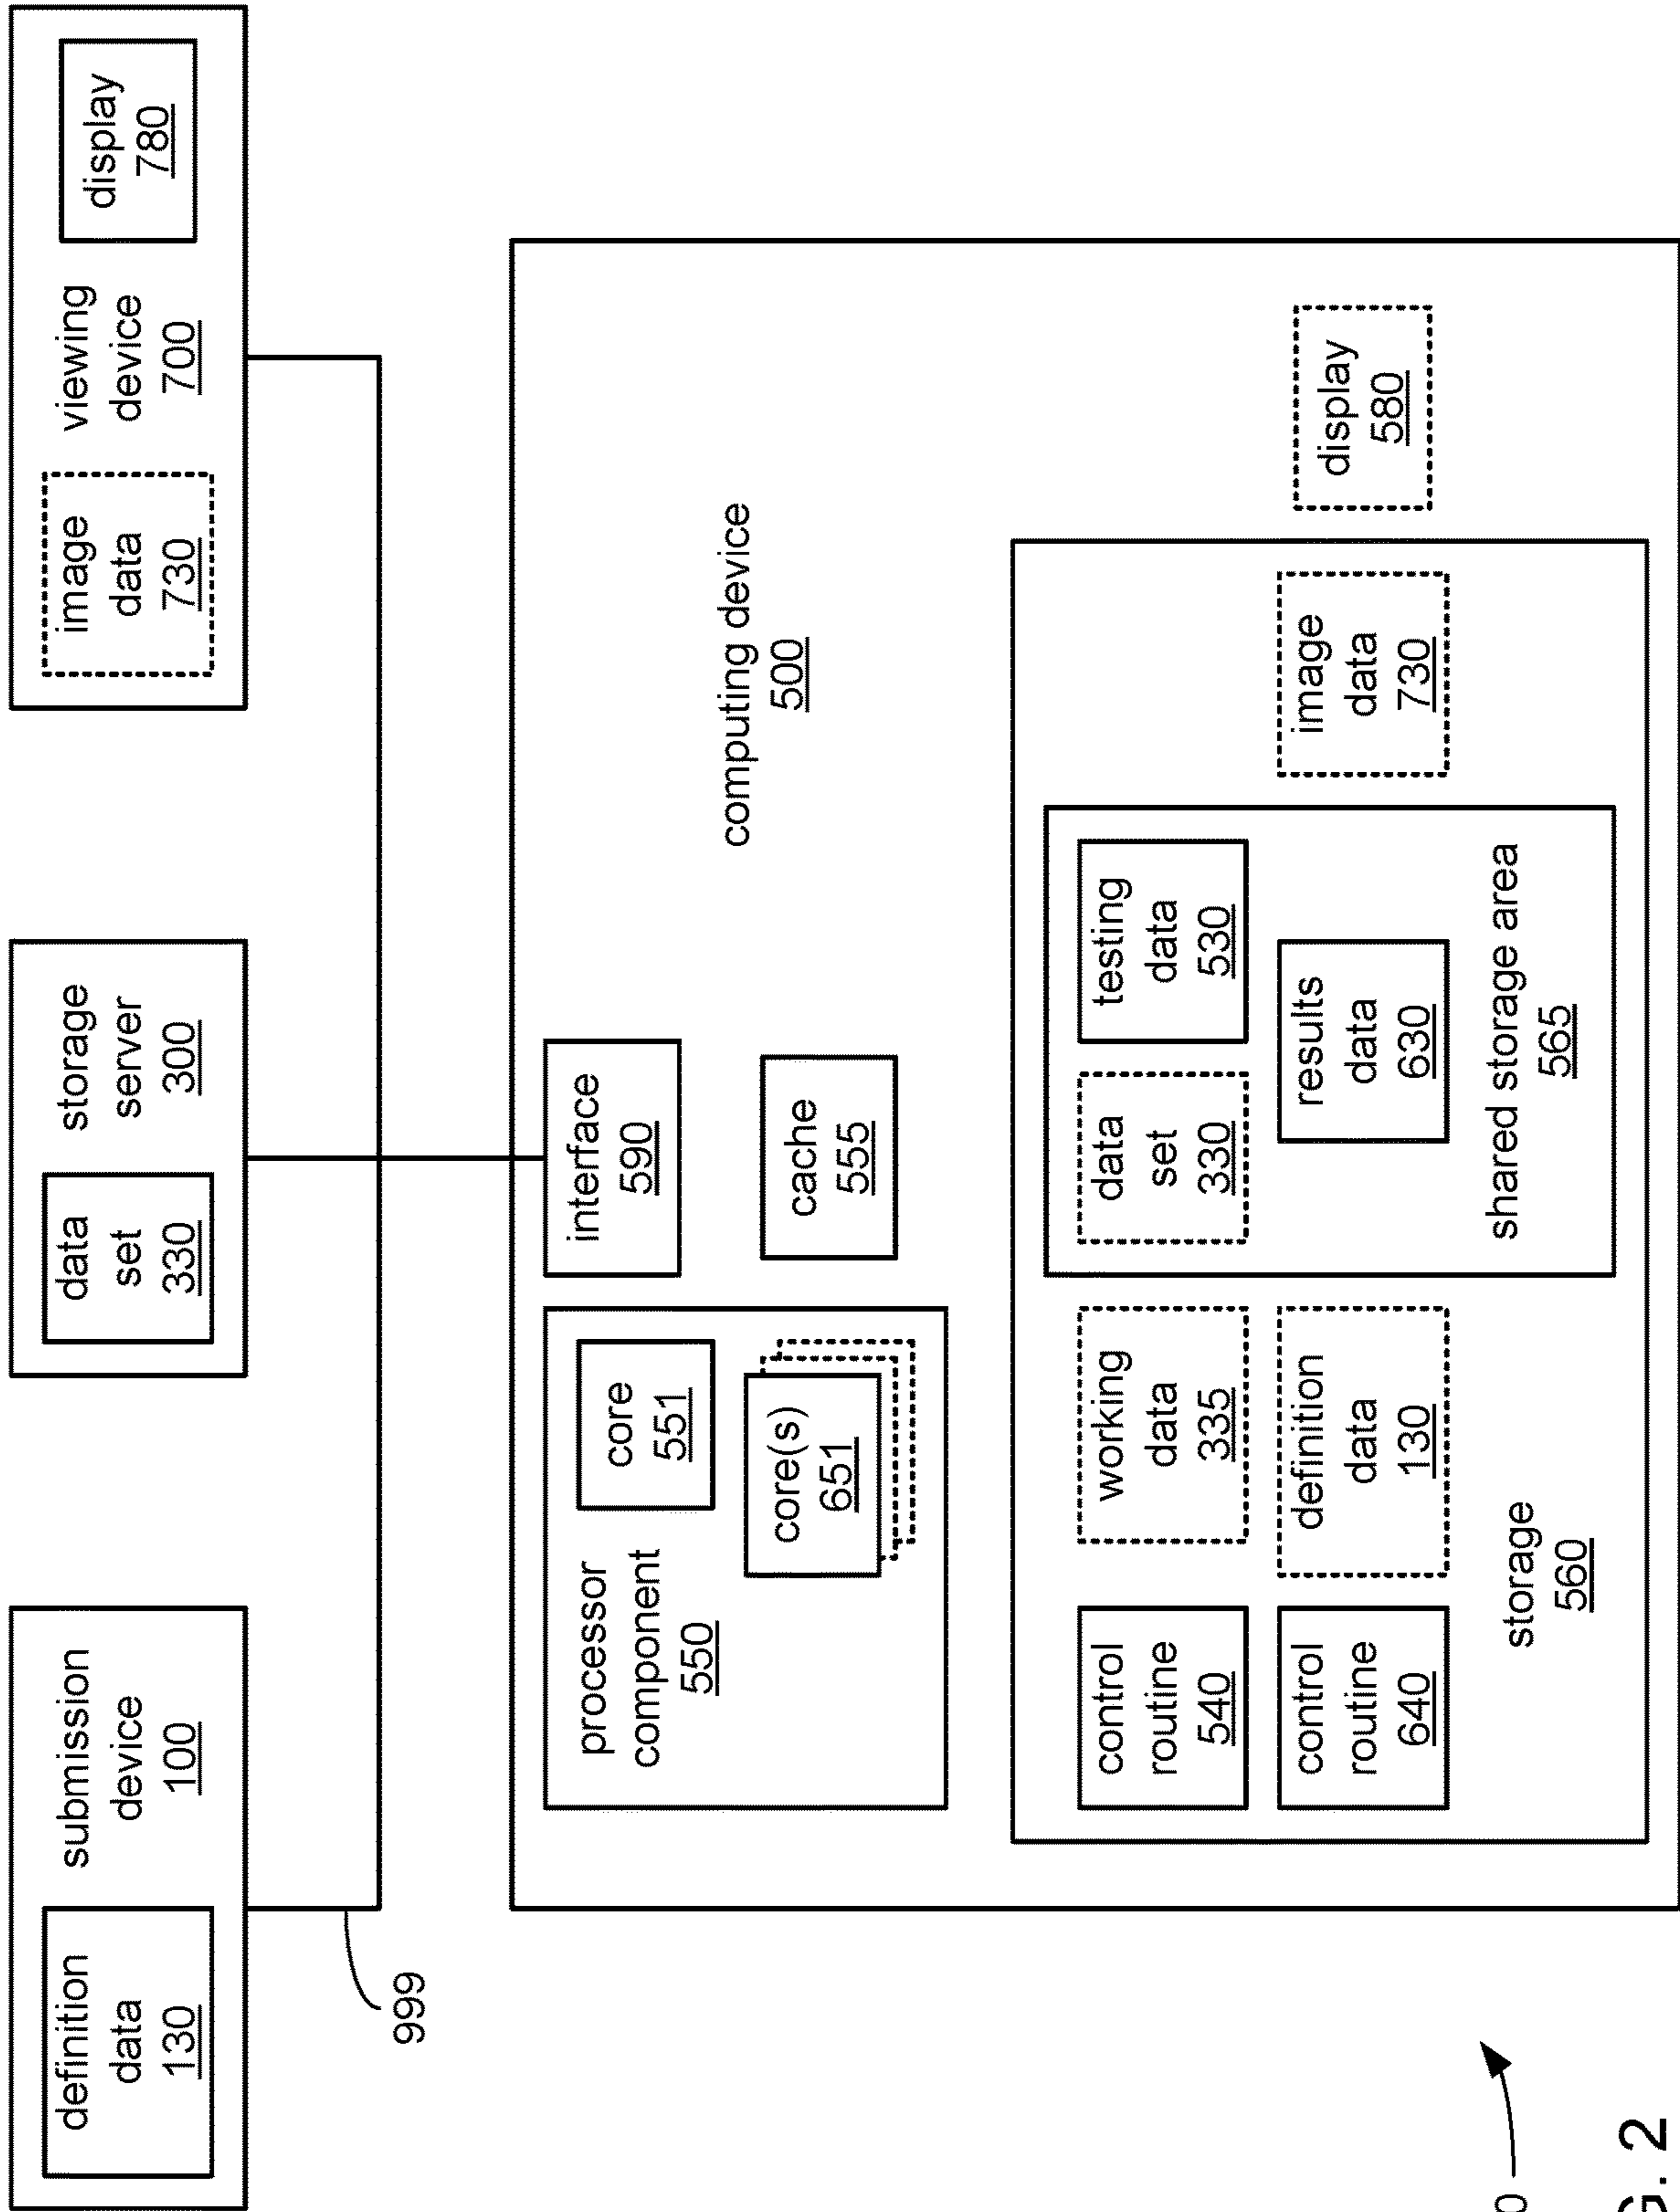 definition
data
130
submission
device
100
data
set
330
storage
server
300
image
data
730
viewing
device
700
display
780
999
processor
component
550
core
551
core(s)
651
interface
590
cache
555
computing device
500
control
routine
540
control
routine
640
working
data
335
definition
data
130
storage
560
data
set
330
testing
data
530
results
data
630
shared storage area
565
image
data
730
display
580
0
G. 2